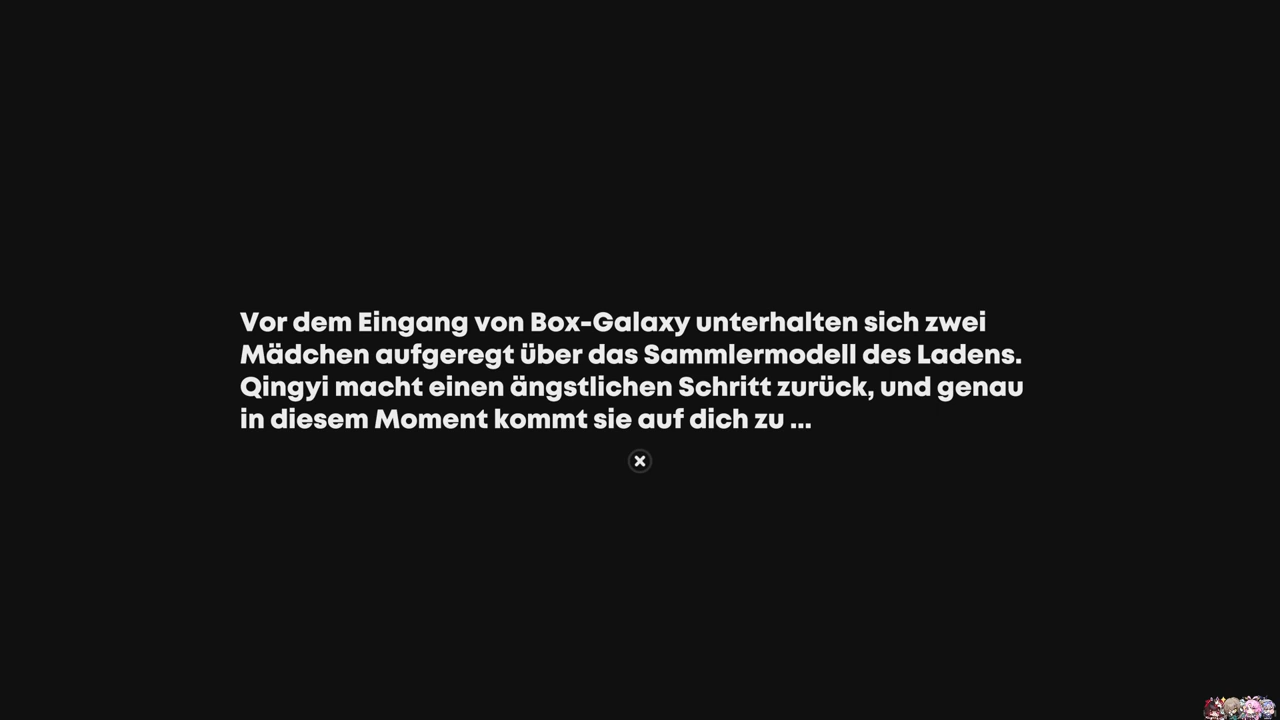 Vor dem Eingang von Box-Galaxy unterhalten sich zwei
Mädchen aufgeregt über das Sammlermodell des Ladens.
Qingyi macht einen ängstlichen Schritt zurück, und genau
in diesem Moment kommt sie auf dich zu ...